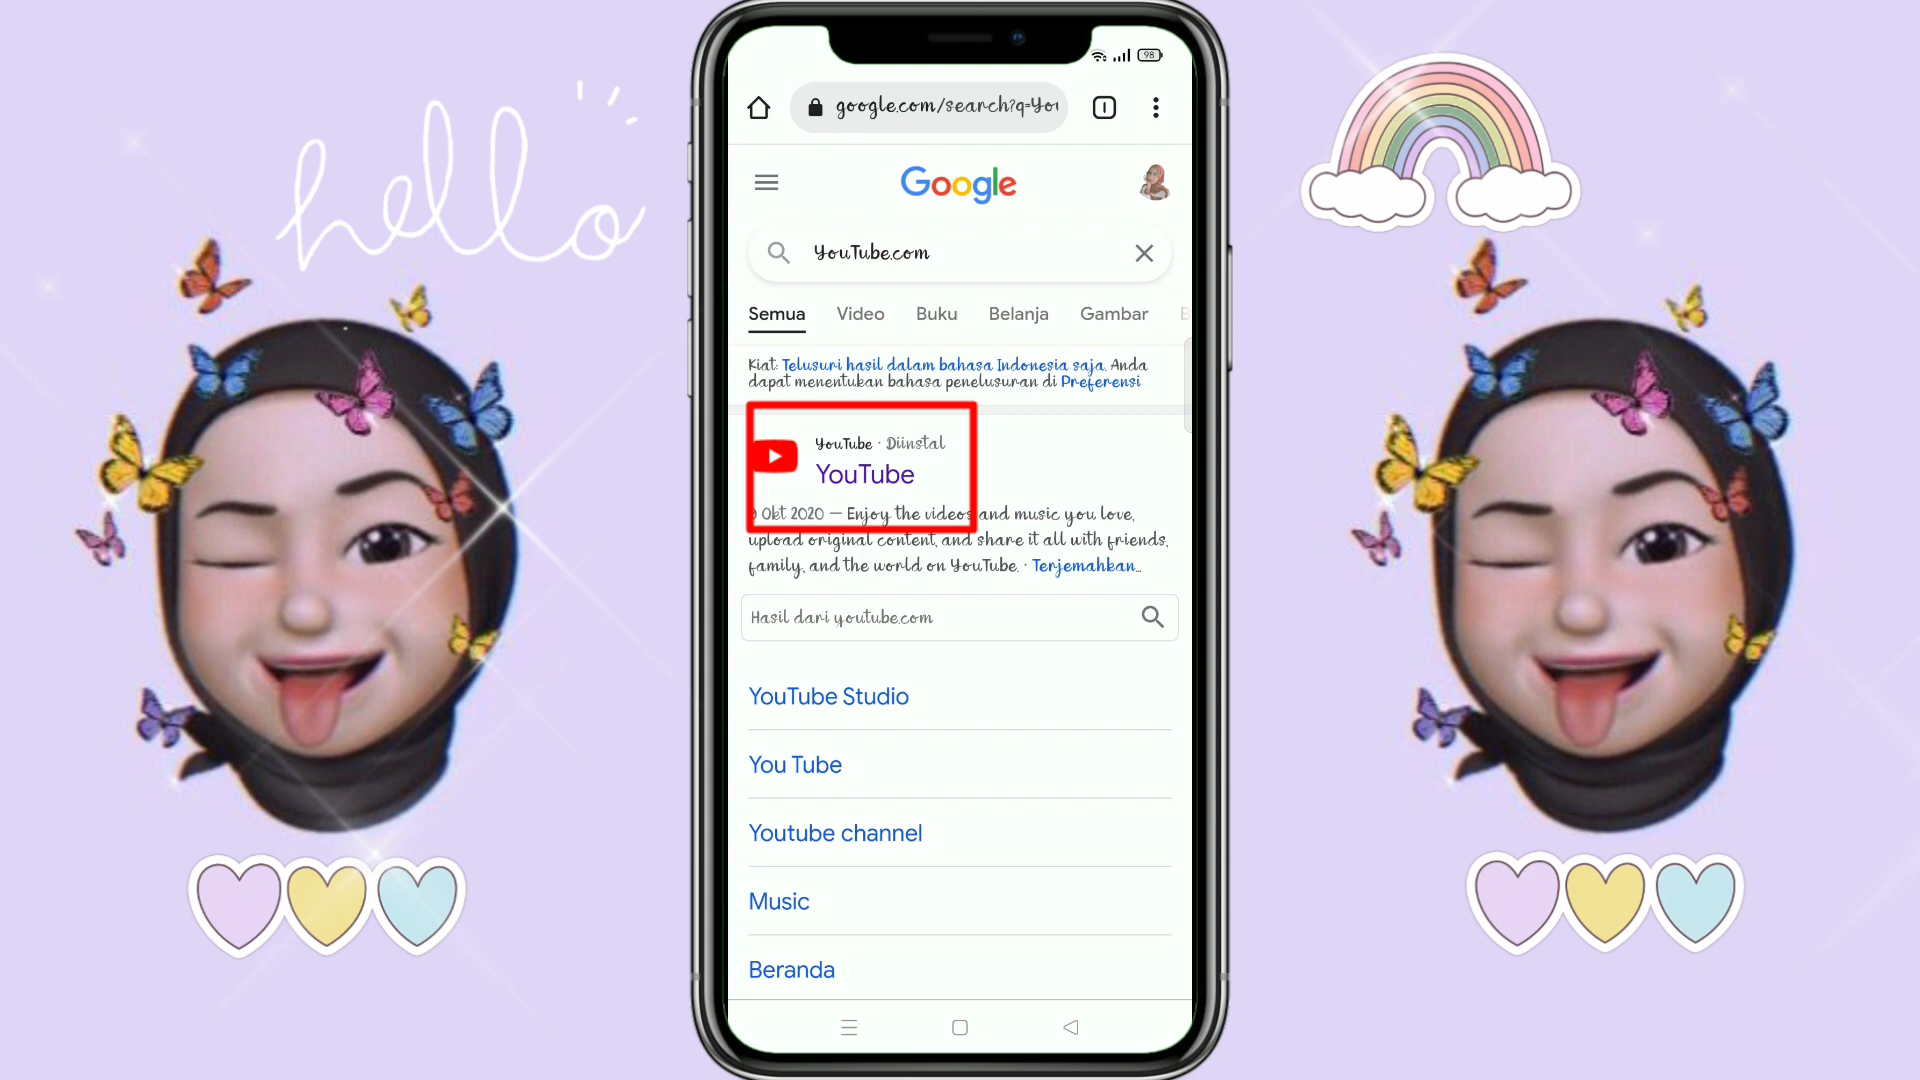 hello
98
google.com/search?q=You
Google
YouTube.com
Semua Video Buku Belanja Gambar
Kiat: Telusuri hasil dalam bahasa Indonesia saja. Anda
dapat menentukan bahasa penelusuran di Preferensi
YouTube · Diinstal
YouTube
9 Okt 2020 — Enjoy the videos and music you love,
upload original content, and share it all with friends,
family, and the world on YouTube. · Terjemahkan...
Hasil dari youtube.com
YouTube Studio
You Tube
Youtube channel
Music
Beranda